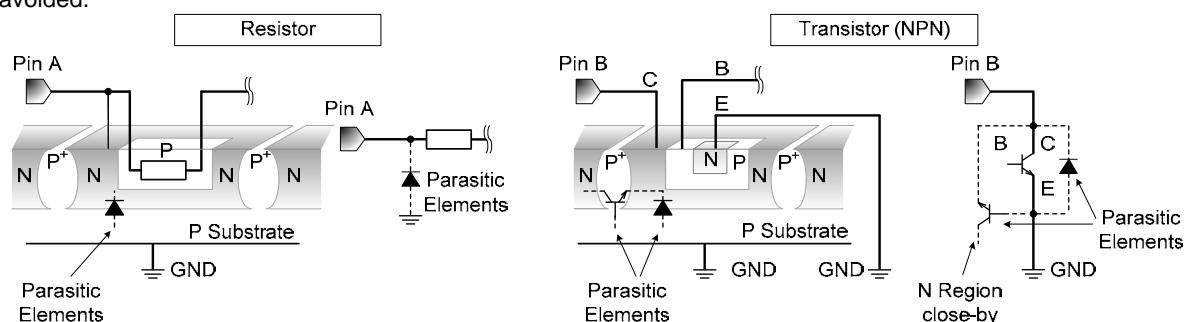 avoided.
Resistor
Transistor (NPN)
Pin A
Pin A
P
N P+ N N P+ N
Parasitic
Elements
P Substrate
GND
Parasitic
Elements
Pin B
C B
E
N P+ N P P+ N
N
P Substrate
GND GND
Parasitic
Elements
Pin B
B C
E
Parasitic
Elements
GND
N Region
close-by